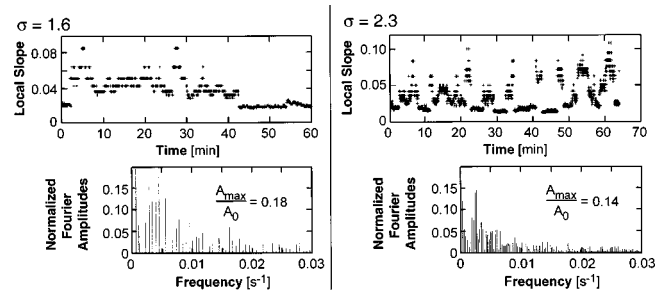 σ = 1.6
Local Slope
0.08
0.04
0
0 10 20 30 40 50 60
Time [min]
Normalized
Fourier
Amplitudes
0.15
0.10
0.05
0
A_max / A_0 = 0.18
0 0.01 0.02 0.03
Frequency [s⁻¹]
σ = 2.3
Local Slope
0.10
0.05
0
0 10 20 30 40 50 60 70
Time [min]
Normalized
Fourier
Amplitudes
0.20
0.15
0.10
0.05
0
A_max / A_0 = 0.14
0 0.01 0.02 0.03
Frequency [s⁻¹]